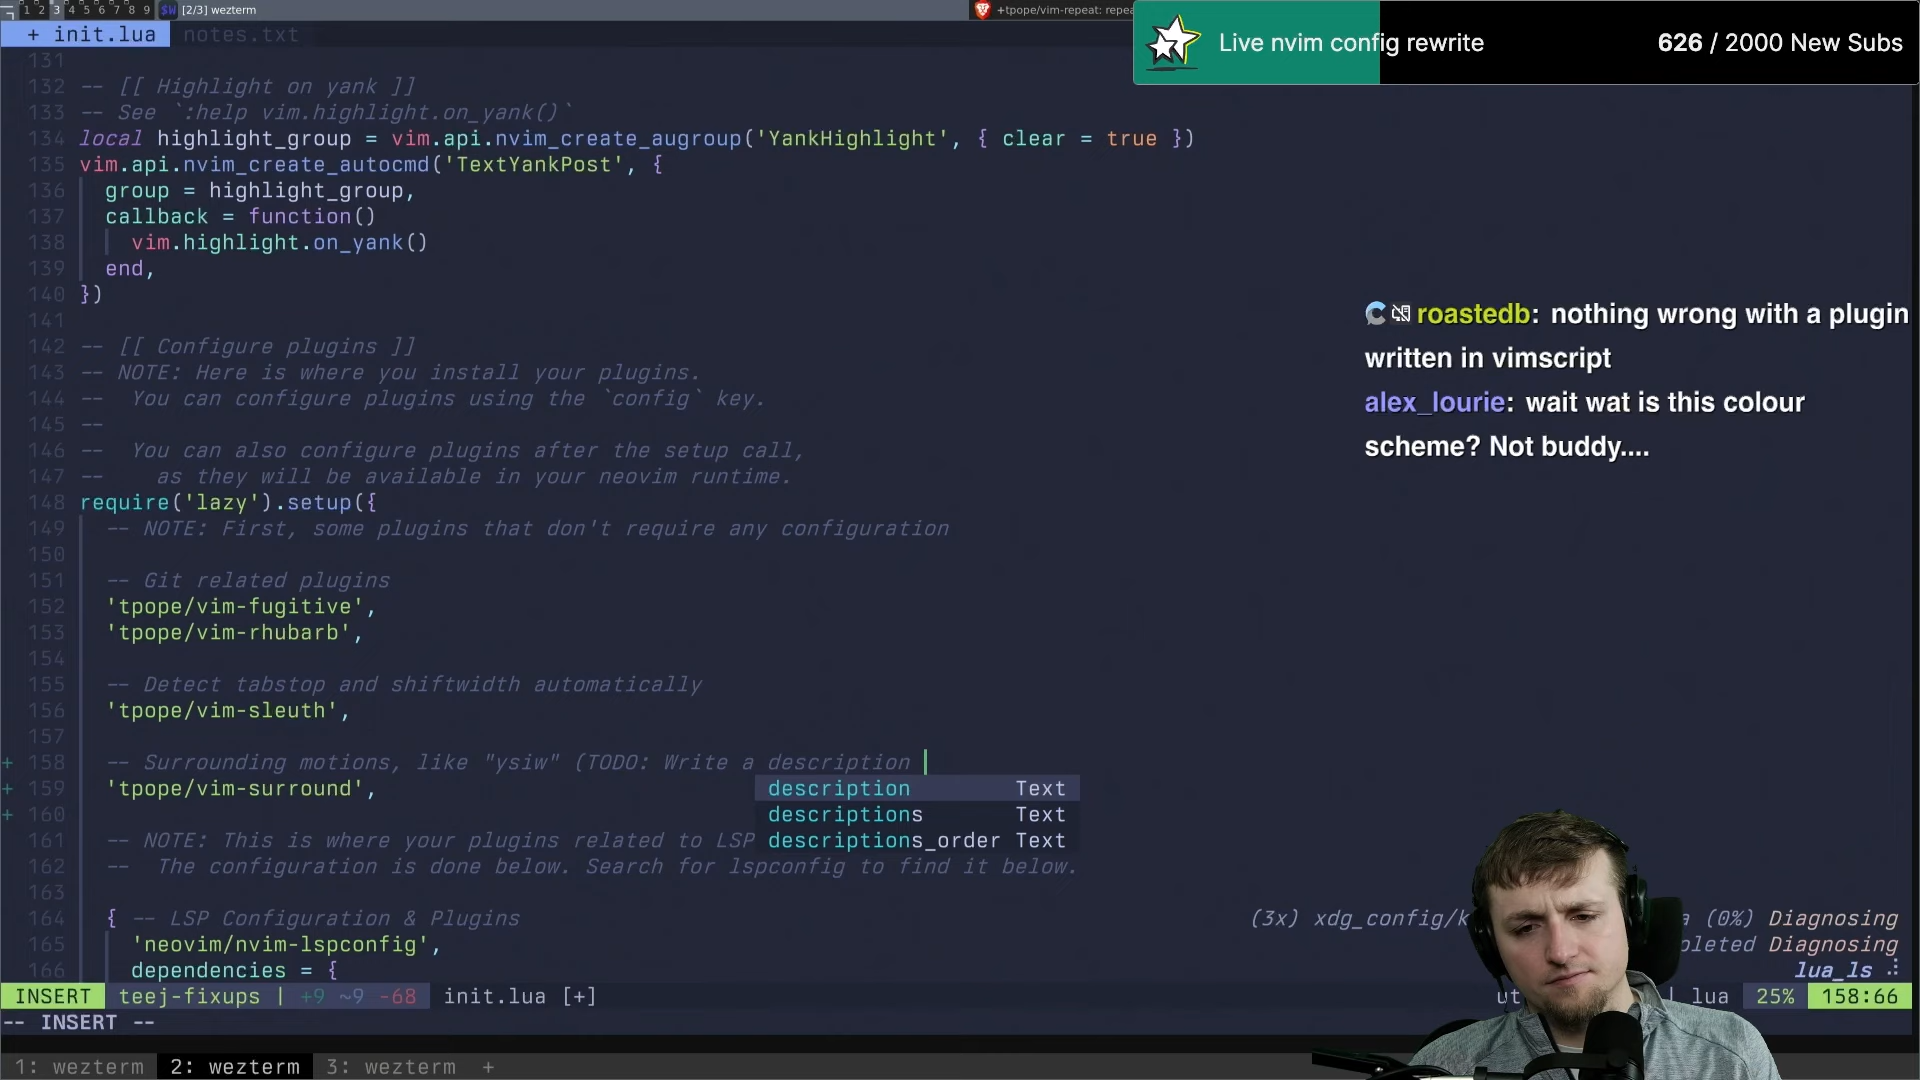 1 2 3 4 5 6 7 8 9 $W [2/3] wezterm +tpope/vim-repeat: repea
Live nvim config rewrite 626 / 2000 New Subs
+ init.lua notes.txt
131
132 -- [[ Highlight on yank ]]
133 -- See `:help vim.highlight.on_yank()`
134 local highlight_group = vim.api.nvim_create_augroup('YankHighlight', { clear = true })
135 vim.api.nvim_create_autocmd('TextYankPost', {
136 group = highlight_group,
137 callback = function()
138 vim.highlight.on_yank()
139 end,
140 })
141
142 -- [[ Configure plugins ]]
143 -- NOTE: Here is where you install your plugins.
144 -- You can configure plugins using the `config` key.
145 --
146 -- You can also configure plugins after the setup call,
147 -- as they will be available in your neovim runtime.
148 require('lazy').setup({
149 -- NOTE: First, some plugins that don't require any configuration
150
151 -- Git related plugins
152 'tpope/vim-fugitive',
153 'tpope/vim-rhubarb',
154
155 -- Detect tabstop and shiftwidth automatically
156 'tpope/vim-sleuth',
157
+ 158 -- Surrounding motions, like "ysiw" (TODO: Write a description
+ 159 'tpope/vim-surround',
+ 160
161 -- NOTE: This is where your plugins related to LSP
162 -- The configuration is done below. Search for lspconfig to find it below.
163
164 { -- LSP Configuration & Plugins
165 'neovim/nvim-lspconfig',
166 dependencies = {
description Text
descriptions Text
descriptions_order Text
roastedb: nothing wrong with a plugin
written in vimscript
alex_lourie: wait wat is this colour
scheme? Not buddy....
(3x) xdg_config/k a (0%) Diagnosing
pleted Diagnosing
lua_ls
INSERT teej-fixups | +9 ~9 -68 init.lua [+] ut | lua 25% 158:66
-- INSERT --
1: wezterm 2: wezterm 3: wezterm +